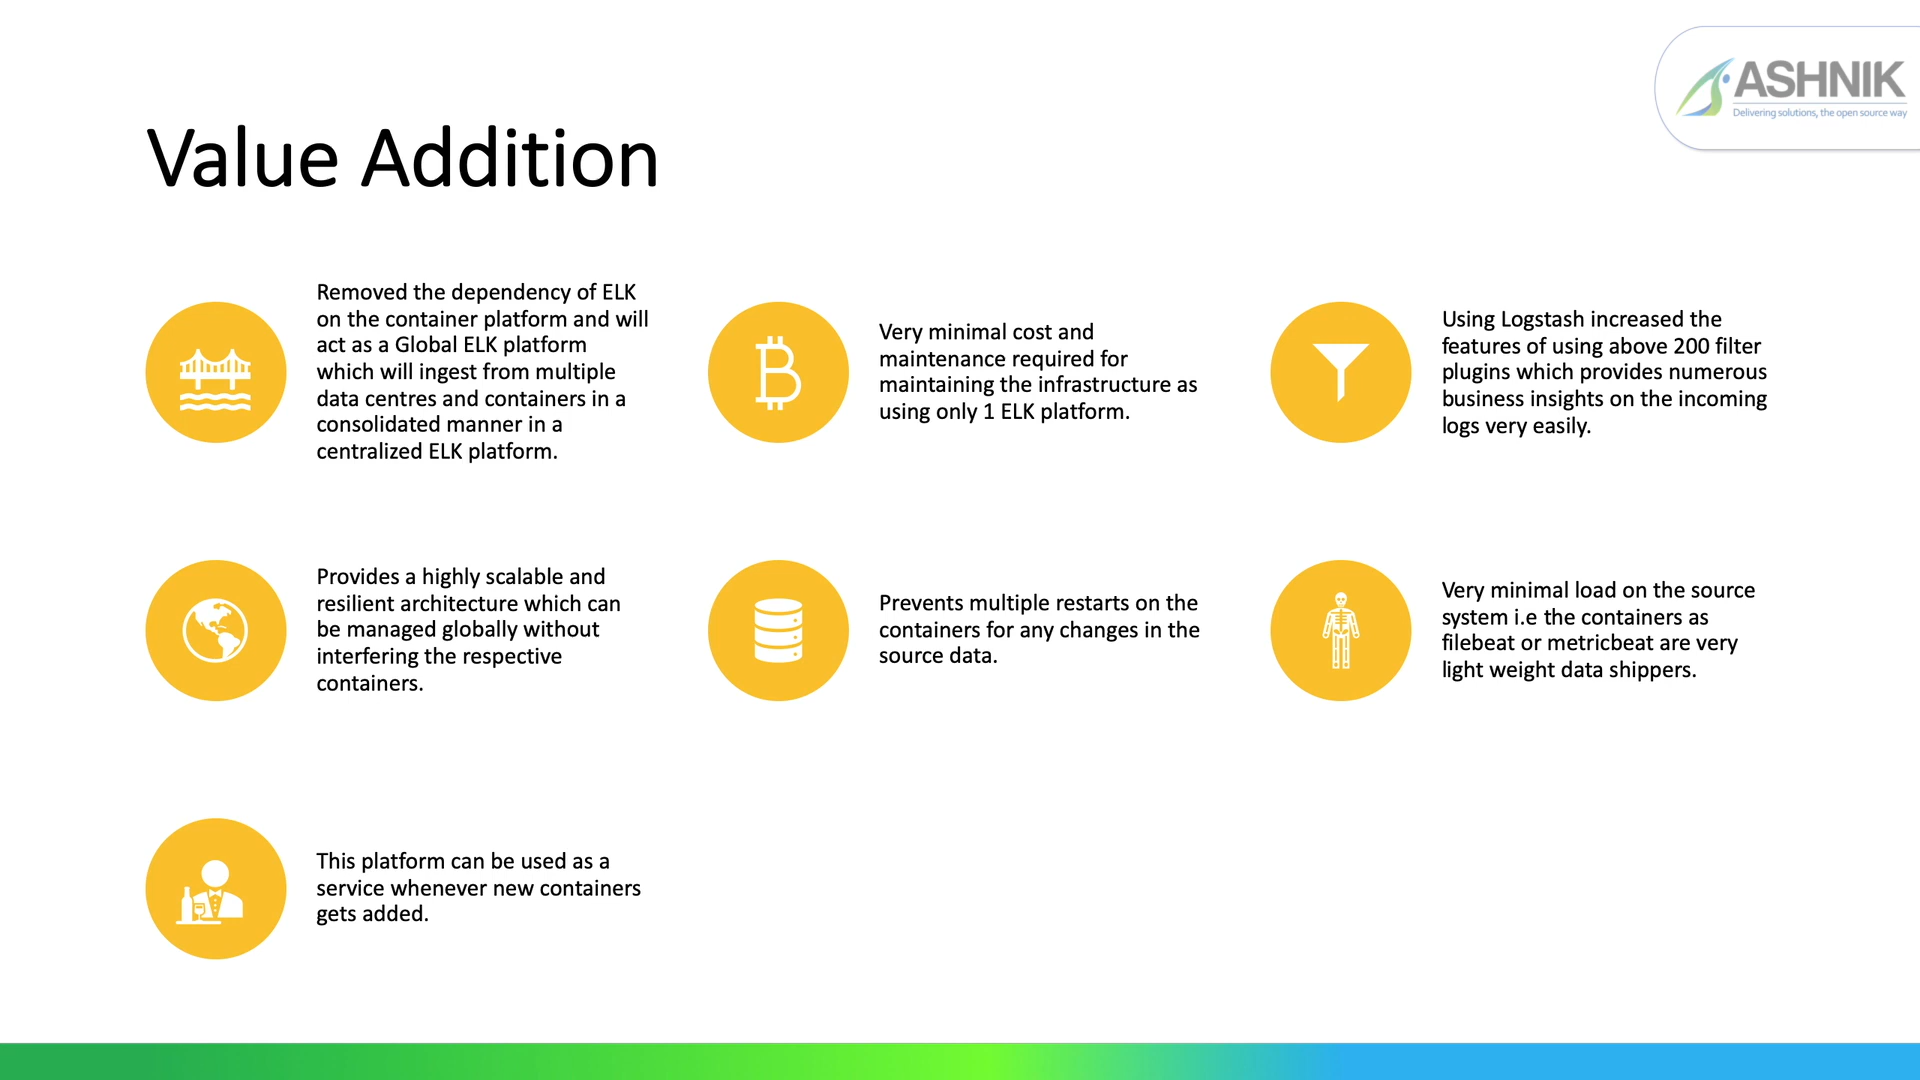 ASHNIK
Delivering solutions, the open source way
Value Addition
Removed the dependency of ELK
on the container platform and will
act as a Global ELK platform
which will ingest from multiple
data centres and containers in a
consolidated manner in a
centralized ELK platform.
Very minimal cost and
maintenance required for
maintaining the infrastructure as
using only 1 ELK platform.
Using Logstash increased the
features of using above 200 filter
plugins which provides numerous
business insights on the incoming
logs very easily.
Provides a highly scalable and
resilient architecture which can
be managed globally without
interfering the respective
containers.
Prevents multiple restarts on the
containers for any changes in the
source data.
Very minimal load on the source
system i.e the containers as
filebeat or metricbeat are very
light weight data shippers.
This platform can be used as a
service whenever new containers
gets added.